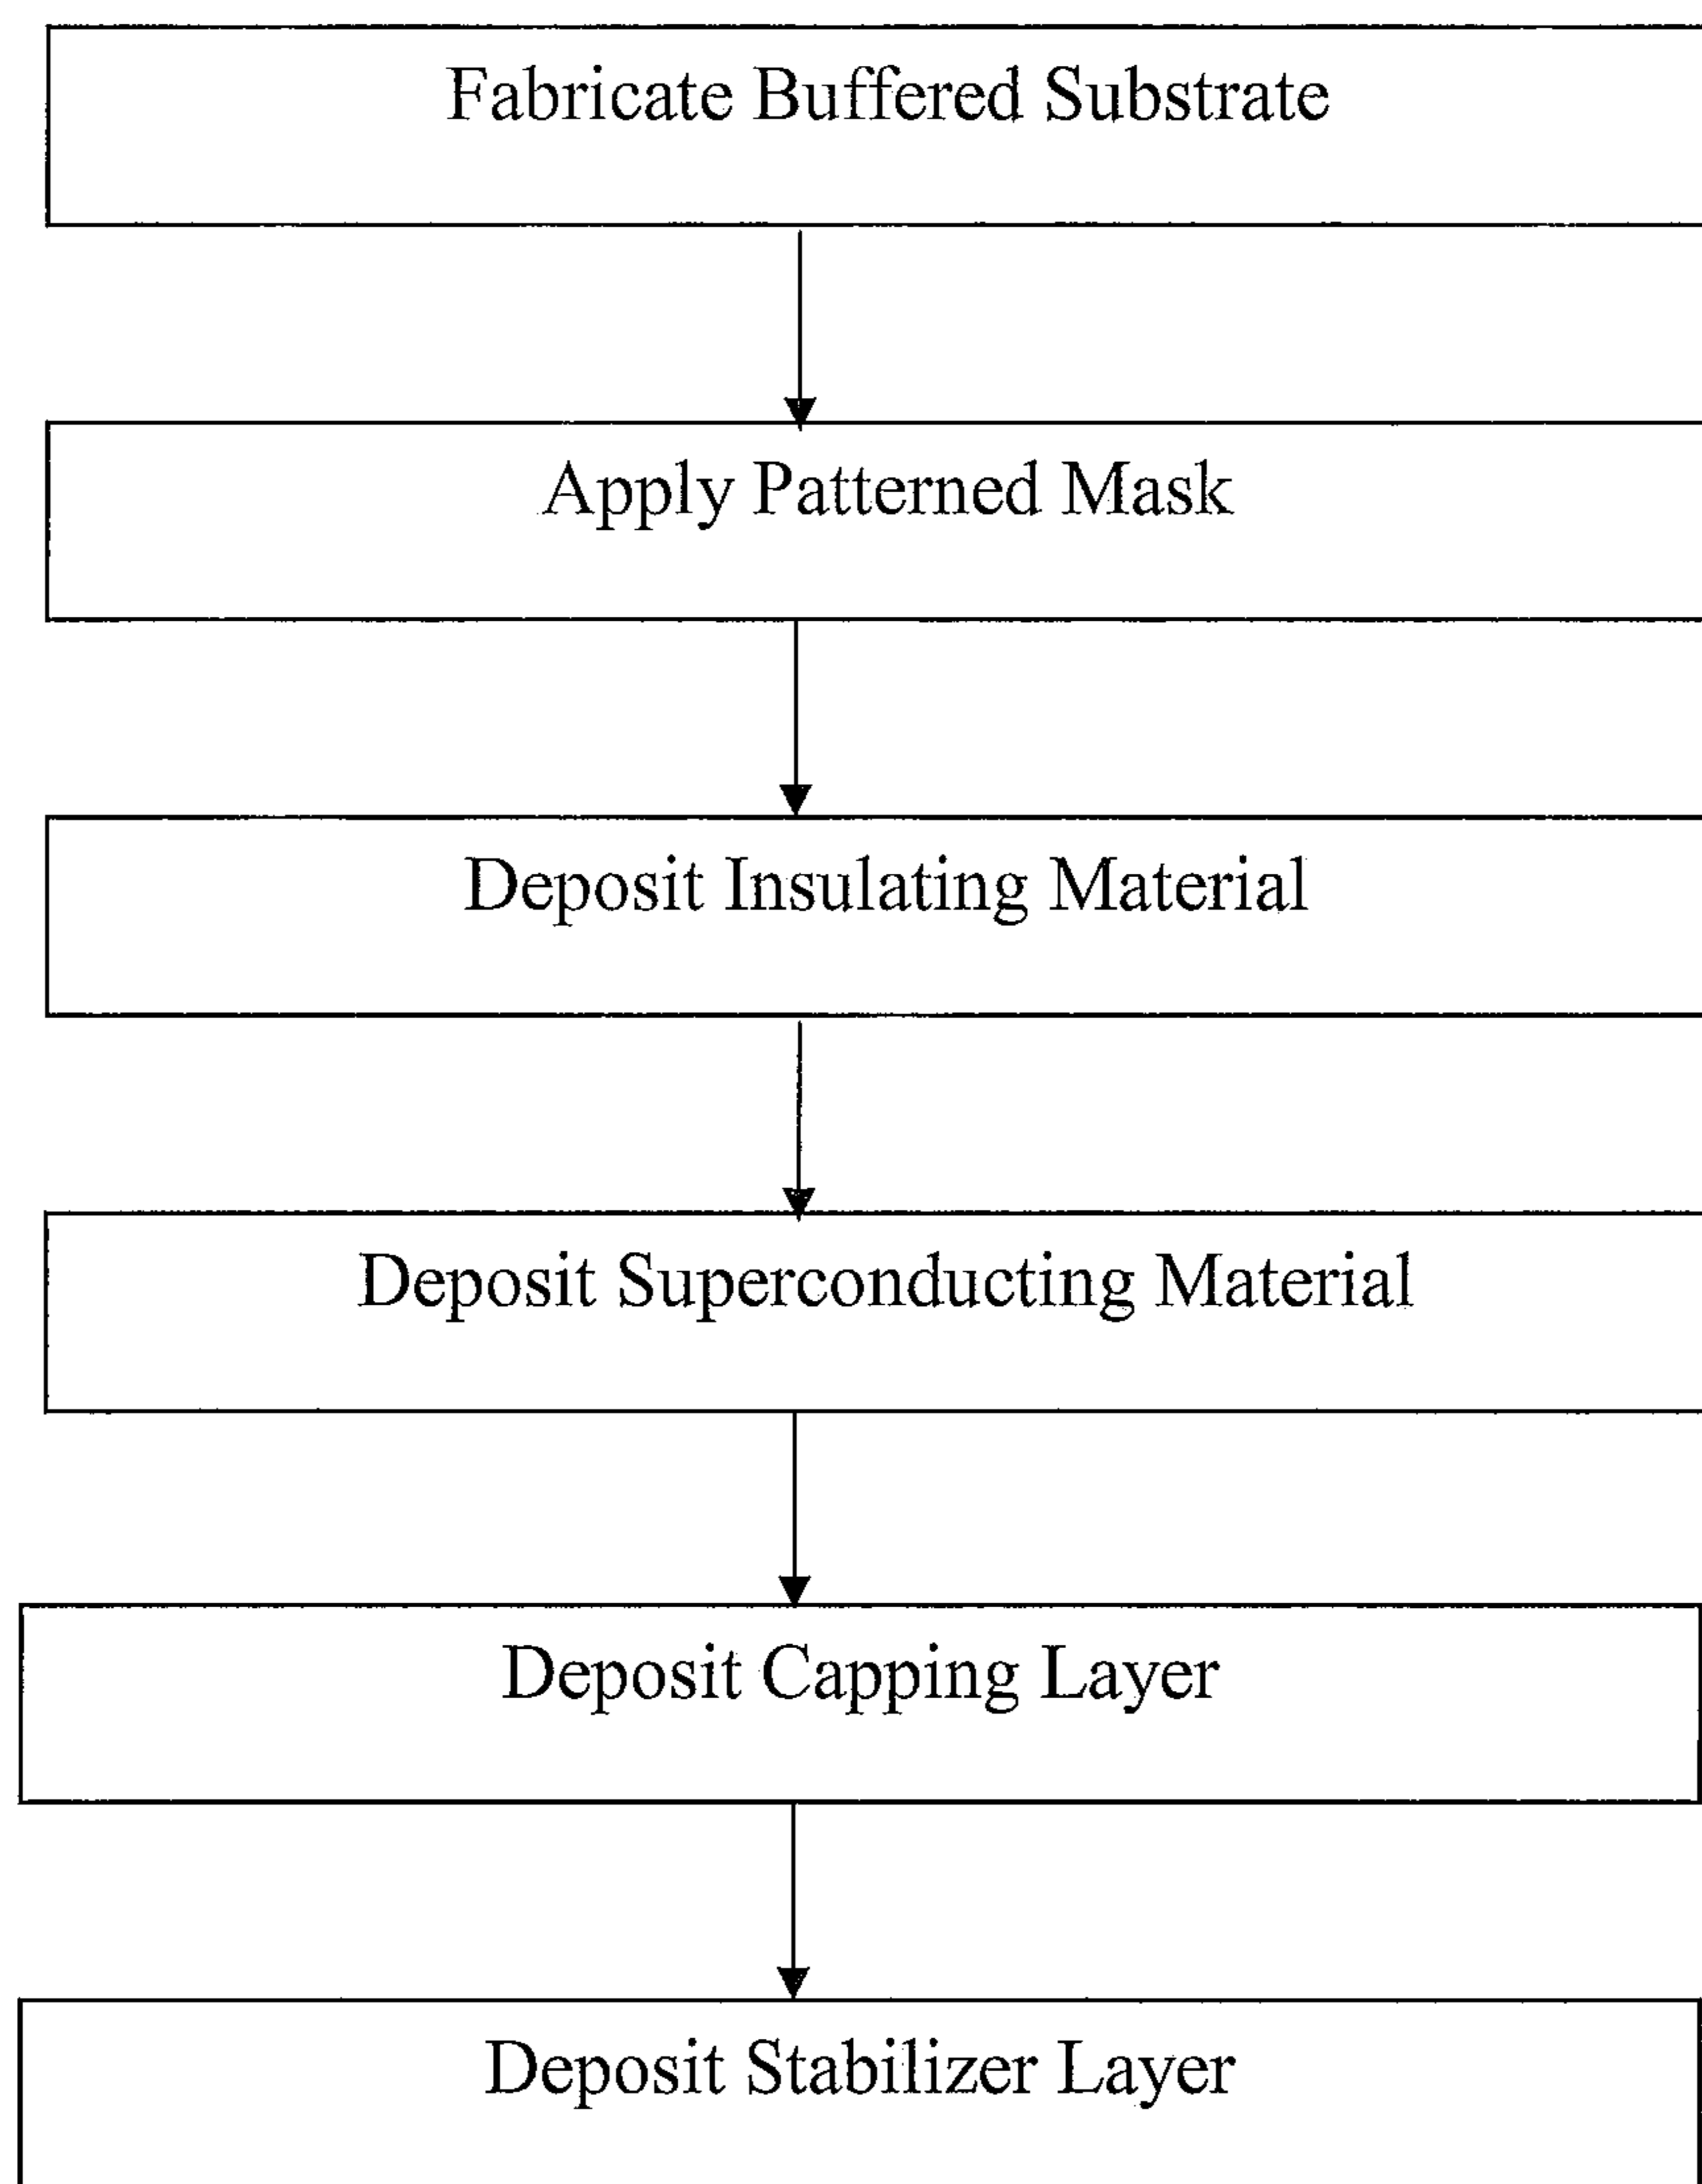 Fabricate Buffered Substrate
Apply Patterned Mask
Deposit Insulating Material
Deposit Superconducting Material
Deposit Capping Layer
Deposit Stabilizer Layer